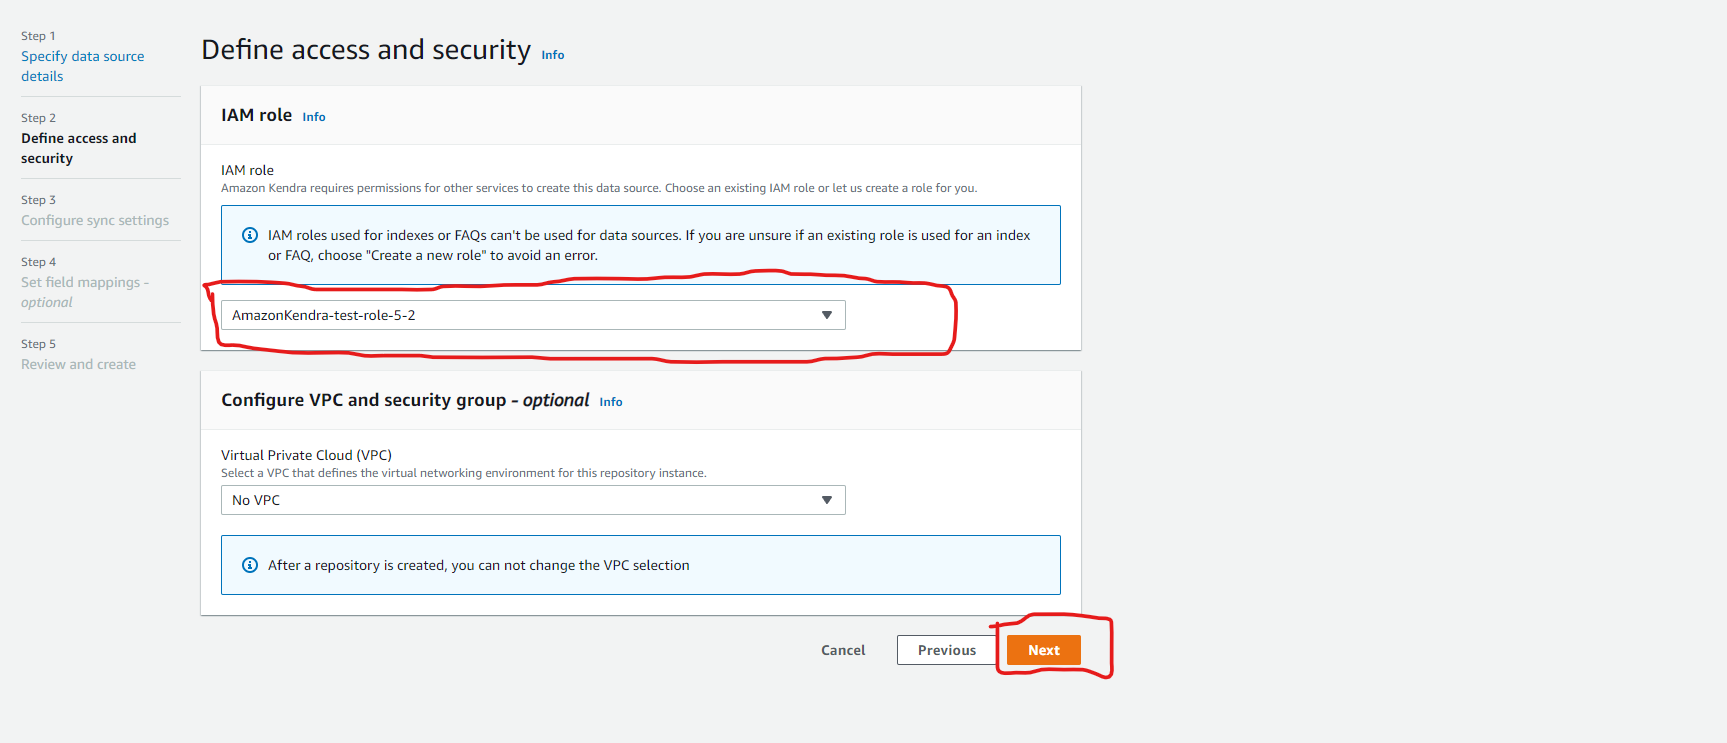 Step 1
Specify data source
details
Step 2
Define access and
security
Step 3
Configure sync settings
Step 4
Set field mappings -
optional
Step 5
Review and create
Define access and security Info
IAM role Info
IAM role
Amazon Kendra requires permissions for other services to create this data source. Choose an existing IAM role or let us create a role for you.
IAM roles used for indexes or FAQs can't be used for data sources. If you are unsure if an existing role is used for an index
or FAQ, choose "Create a new role" to avoid an error.
AmazonKendra-test-role-5-2
Configure VPC and security group - optional Info
Virtual Private Cloud (VPC)
Select a VPC that defines the virtual networking environment for this repository instance.
No VPC
After a repository is created, you can not change the VPC selection
Cancel Previous Next